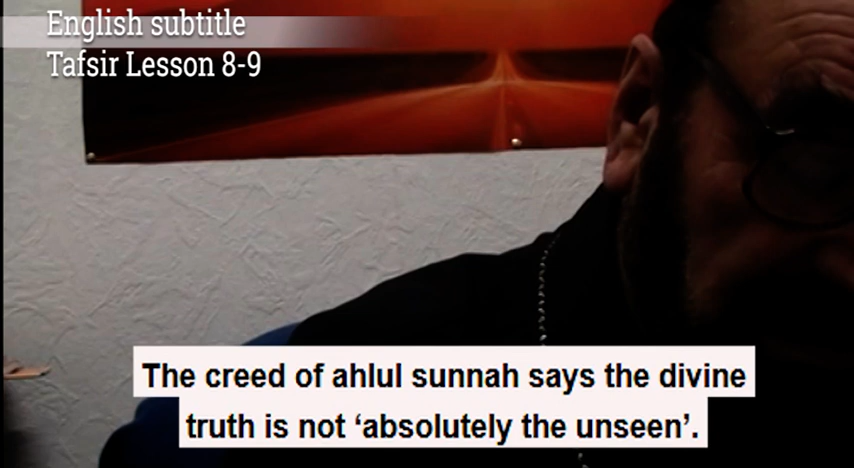 English subtitle
Tafsir Lesson 8-9
The creed of ahlul sunnah says the divine
truth is not ‘absolutely the unseen’.